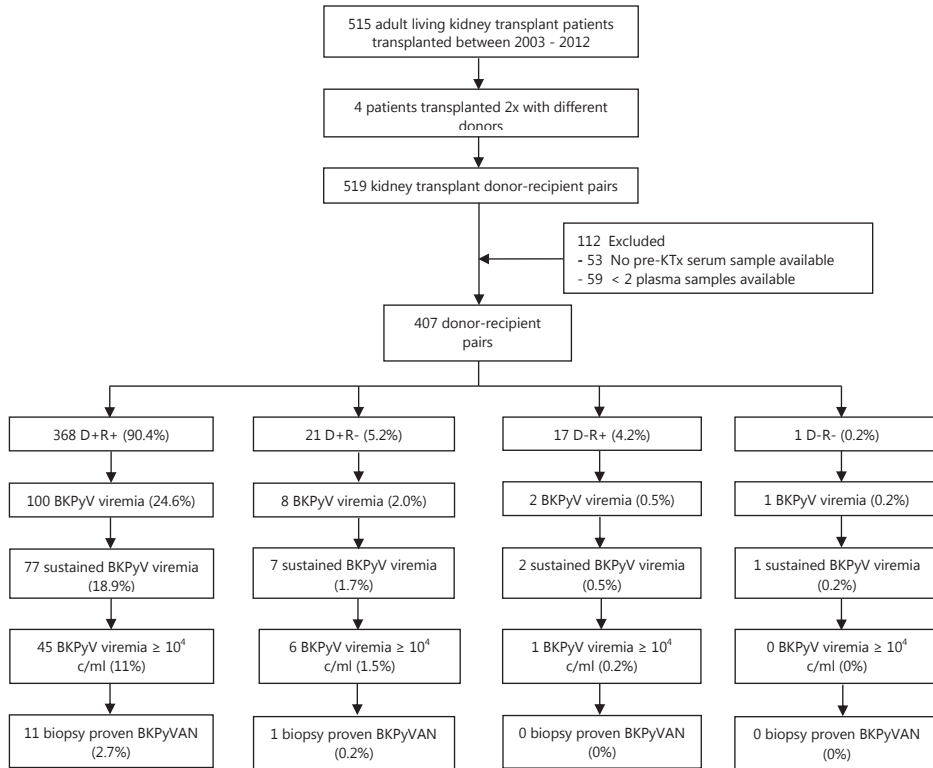 515 adult living kidney transplant patients
transplanted between 2003 - 2012
4 patients transplanted 2x with different
donors
519 kidney transplant donor-recipient pairs
112 Excluded
- 53 No pre-KTx serum sample available
- 59 < 2 plasma samples available
407 donor-recipient
pairs
368 D+R+ (90.4%)
21 D+R- (5.2%)
17 D-R+ (4.2%)
1 D-R- (0.2%)
100 BKPyV viremia (24.6%)
8 BKPyV viremia (2.0%)
2 BKPyV viremia (0.5%)
1 BKPyV viremia (0.2%)
77 sustained BKPyV viremia
(18.9%)
7 sustained BKPyV viremia
(1.7%)
2 sustained BKPyV viremia
(0.5%)
1 sustained BKPyV viremia
(0.2%)
45 BKPyV viremia ≥ 10⁴
c/ml (11%)
6 BKPyV viremia ≥ 10⁴
c/ml (1.5%)
1 BKPyV viremia ≥ 10⁴
c/ml (0.2%)
0 BKPyV viremia ≥ 10⁴
c/ml (0%)
11 biopsy proven BKPyVAN
(2.7%)
1 biopsy proven BKPyVAN
(0.2%)
0 biopsy proven BKPyVAN
(0%)
0 biopsy proven BKPyVAN
(0%)